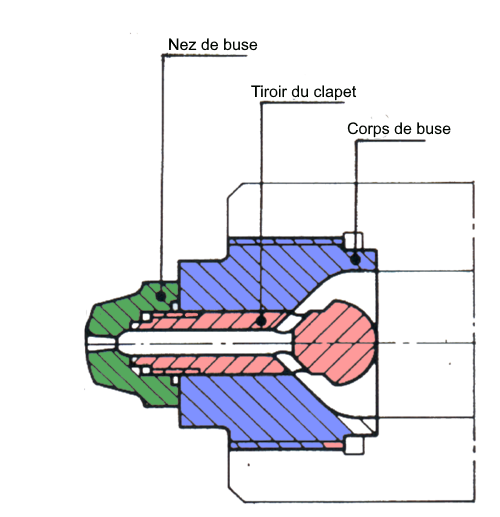 Nez de buse
Tiroir du clapet
Corps de buse